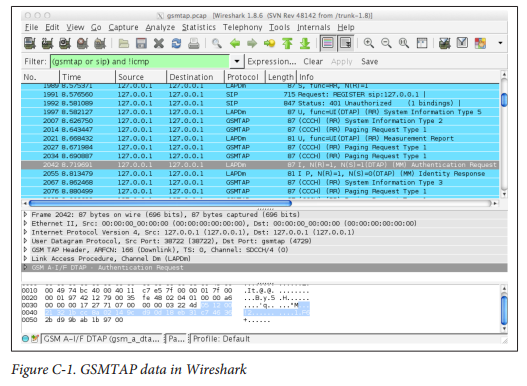 gsmtap.pcap [Wireshark 1.8.6 (SVN Rev 48142 from /trunk-1.8)]
File Edit View Go Capture Analyze Statistics Telephony Tools Internals Help
Filter: (gsmtap or sip) and !icmp Expression... Clear Apply Save
No. Time Source Destination Protocol Length Info
1989 8.575371 127.0.0.1 127.0.0.1 LAPDm 87 S, func=RR, N(R)=1
1991 8.576560 127.0.0.1 127.0.0.1 SIP 715 Request: REGISTER sip:127.0.0.1 |
1992 8.581089 127.0.0.1 127.0.0.1 SIP 847 Status: 401 Unauthorized (1 bindings) |
1997 8.582127 127.0.0.1 127.0.0.1 LAPDm 87 U, func=UI(DTAP) (RR) System Information Type 5
2007 8.626750 127.0.0.1 127.0.0.1 GSMTAP 87 (CCCH) (RR) System Information Type 2
2014 8.643447 127.0.0.1 127.0.0.1 GSMTAP 87 (CCCH) (RR) Paging Request Type 1
2021 8.668432 127.0.0.1 127.0.0.1 LAPDm 81 U, func=UI(DTAP) (RR) Measurement Report
2027 8.671984 127.0.0.1 127.0.0.1 GSMTAP 87 (CCCH) (RR) Paging Request Type 1
2034 8.690887 127.0.0.1 127.0.0.1 GSMTAP 87 (CCCH) (RR) Paging Request Type 1
2042 8.719691 127.0.0.1 127.0.0.1 LAPDm 87 I, N(R)=1, N(S)=1(DTAP) (MM) Authentication Request
2055 8.813479 127.0.0.1 127.0.0.1 LAPDm 81 I P, N(R)=1, N(S)=0(DTAP) (MM) Identity Response
2067 8.862468 127.0.0.1 127.0.0.1 GSMTAP 87 (CCCH) (RR) System Information Type 3
2076 8.880499 127.0.0.1 127.0.0.1 GSMTAP 87 (CCCH) (RR) Paging Request Type 1
Frame 2042: 87 bytes on wire (696 bits), 87 bytes captured (696 bits)
Ethernet II, Src: 00:00:00_00:00:00 (00:00:00:00:00:00), Dst: 00:00:00_00:00:00 (00:00:00:00:00:00)
Internet Protocol Version 4, Src: 127.0.0.1 (127.0.0.1), Dst: 127.0.0.1 (127.0.0.1)
User Datagram Protocol, Src Port: 38722 (38722), Dst Port: gsmtap (4729)
GSM TAP Header, ARFCN: 166 (Downlink), TS: 0, Channel: SDCCH/4 (0)
Link Access Procedure, Channel Dm (LAPDm)
GSM A-I/F DTAP - Authentication Request
0010 00 49 74 bc 40 00 40 11 c7 e5 7f 00 00 01 7f 00 .It.@.@. ........
0020 00 01 97 42 12 79 00 35 fe 48 02 04 01 00 00 a6 ...B.y.5 .H......
0030 00 00 00 17 27 71 07 00 00 00 03 22 4d
0040
0050 2b d9 9b ab 1b 97 00 +......
GSM A-I/F DTAP (gsm_a_dta... Pa... Profile: Default
Figure C-1. GSMTAP data in Wireshark